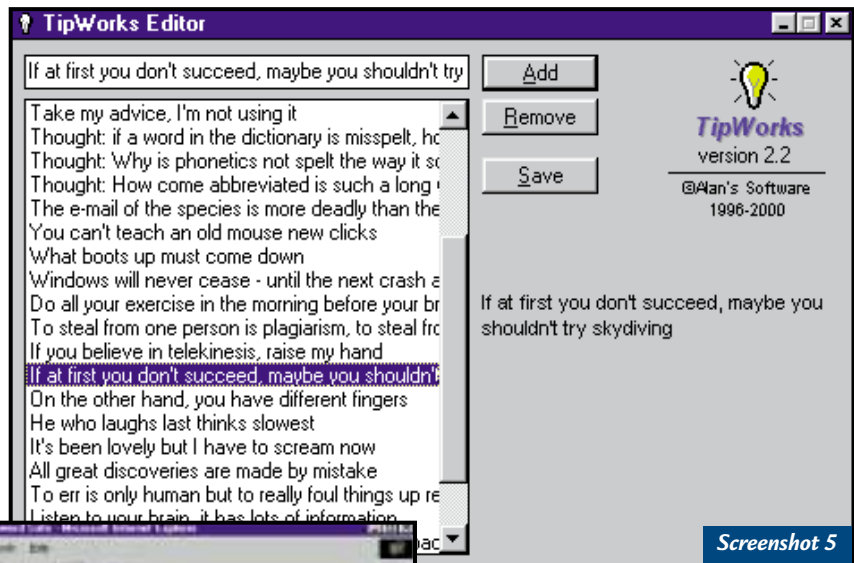 TipWorks Editor
If at first you don't succeed, maybe you shouldn't try
Add
Take my advice, I'm not using it
Thought: if a word in the dictionary is misspelt,
Thought: Why is phonetics not spelt the way it
Thought: How come abbreviated is such a long
The e-mail of the species is more deadly than the
You can't teach an old mouse new clicks
What boots up must come down
Windows will never cease - until the next crash
Do all your exercise in the morning before your
To steal from one person is plagiarism, to steal
If you believe in telekinesis, raise my hand
If at first you don't succeed, maybe you
On the other hand, you have different fingers
He who laughs last thinks slowest
It's been lovely but I have to scream now
All great discoveries are made by mistake
To err is only human but to really foul things up
Listen to your brain, it has lots of information
Remove
Save
TipWorks
version 2.2
©Alan's Software
1996-2000
If at first you don't succeed, maybe you
shouldn't try skydiving
Screenshot 5